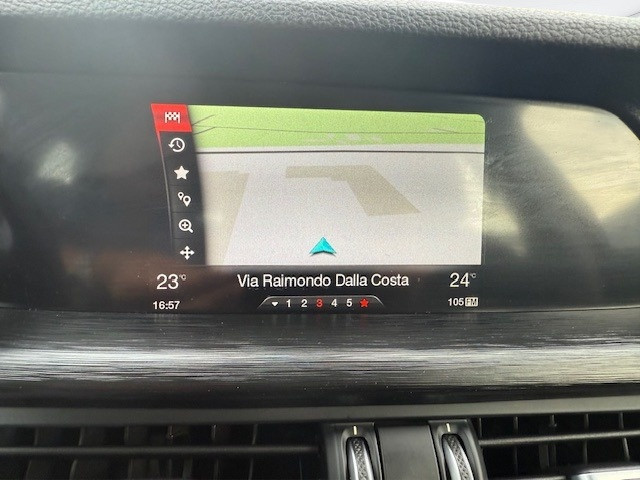 23°C Via Raimondo Dalla Costa 24°C
16:57 1 2 3 4 5 105 FM